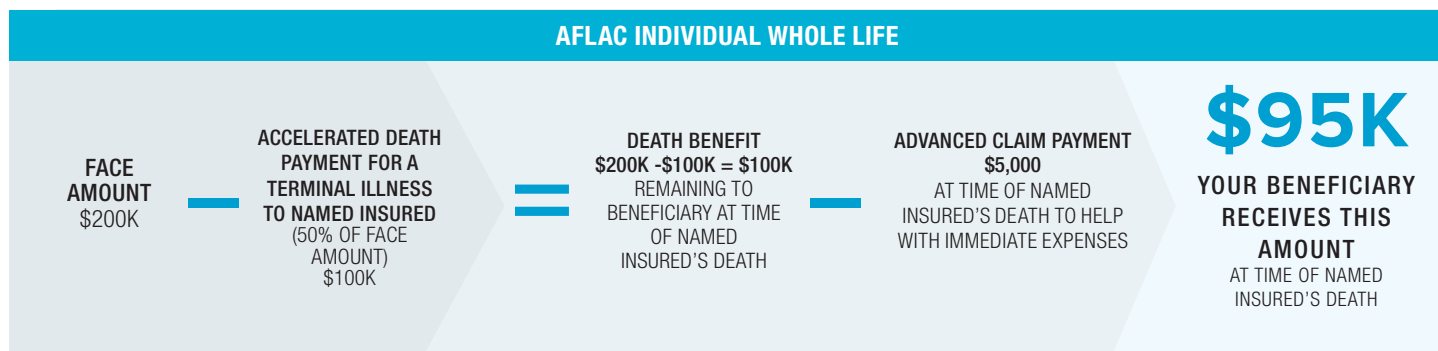 AFLAC INDIVIDUAL WHOLE LIFE
FACE
AMOUNT
$200K
ACCELERATED DEATH
PAYMENT FOR A
TERMINAL ILLNESS
TO NAMED INSURED
(50% OF FACE
AMOUNT)
$100K
DEATH BENEFIT
$200K -$100K = $100K
REMAINING TO
BENEFICIARY AT TIME
OF NAMED
INSURED’S DEATH
ADVANCED CLAIM PAYMENT
$5,000
AT TIME OF NAMED
INSURED’S DEATH TO HELP
WITH IMMEDIATE EXPENSES
$95K
YOUR BENEFICIARY
RECEIVES THIS
AMOUNT
AT TIME OF NAMED
INSURED’S DEATH